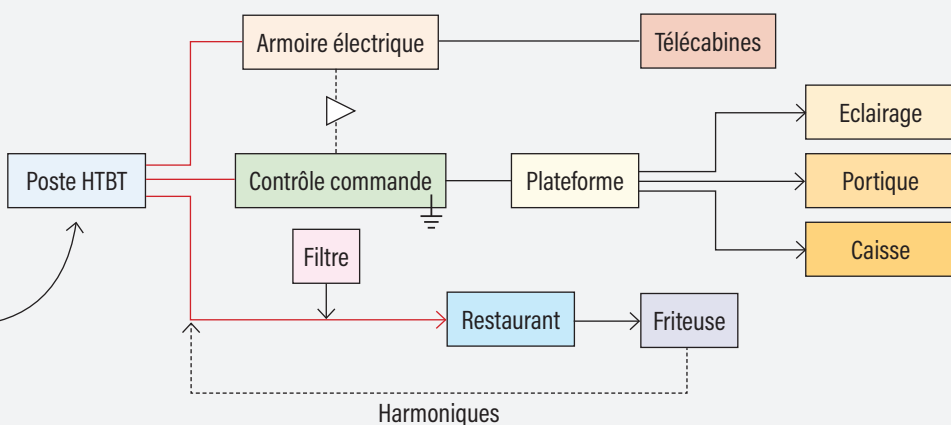 Armoire électrique
Télécabines
Eclairage
Poste HTBT
Contrôle commande
Plateforme
Portique
Filtre
Caisse
Restaurant
Friteuse
Harmoniques